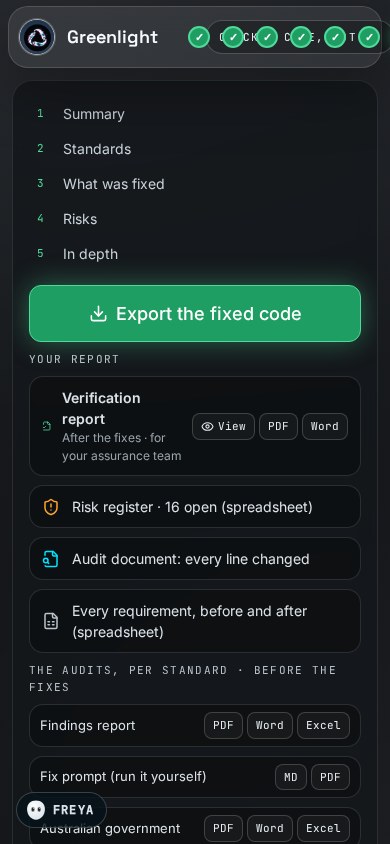 Greenlight
1 Summary
2 Standards
3 What was fixed
4 Risks
5 In depth
Export the fixed code
YOUR REPORT
Verification
report
After the fixes · for
your assurance team
View PDF Word
Risk register · 16 open (spreadsheet)
Audit document: every line changed
Every requirement, before and after
(spreadsheet)
THE AUDITS, PER STANDARD · BEFORE THE
FIXES
Findings report PDF Word Excel
Fix prompt (run it yourself) MD PDF
FREYA
Australian government PDF Word Excel